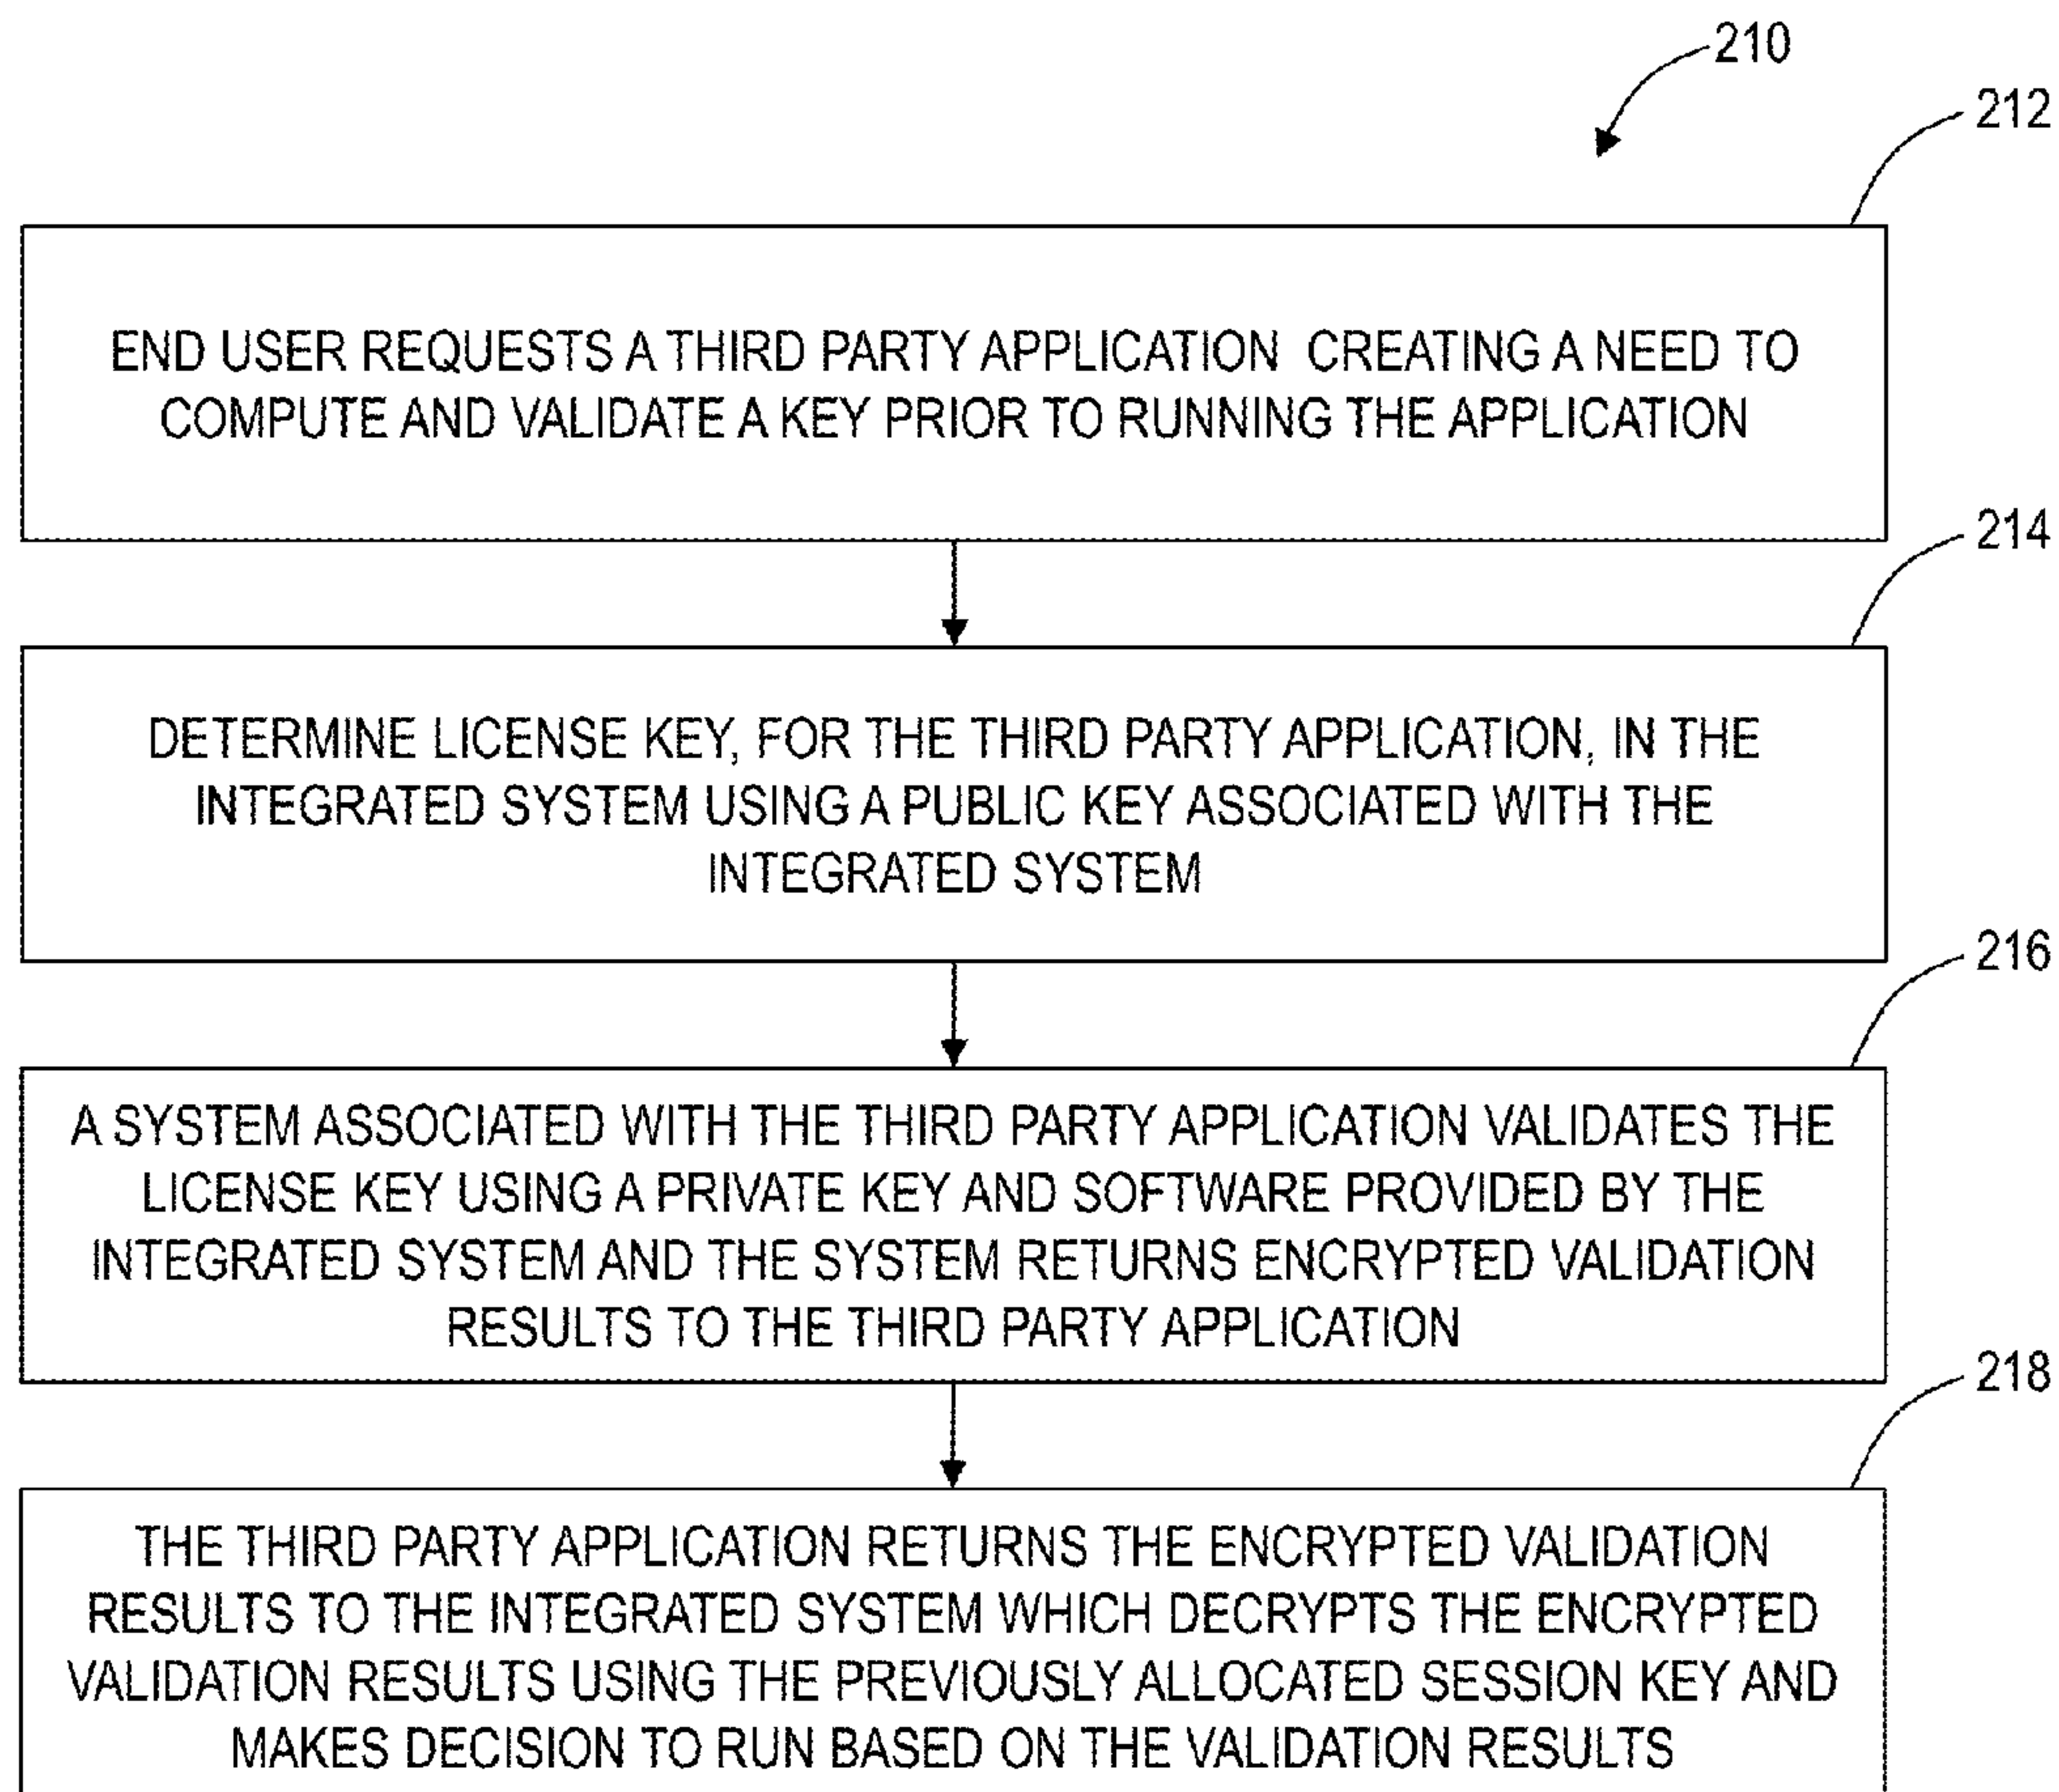 210
212
END USER REQUESTS A THIRD PARTY APPLICATION CREATING A NEED TO
COMPUTE AND VALIDATE A KEY PRIOR TO RUNNING THE APPLICATION
214
DETERMINE LICENSE KEY, FOR THE THIRD PARTY APPLICATION, IN THE
INTEGRATED SYSTEM USING A PUBLIC KEY ASSOCIATED WITH THE
INTEGRATED SYSTEM
216
A SYSTEM ASSOCIATED WITH THE THIRD PARTY APPLICATION VALIDATES THE
LICENSE KEY USING A PRIVATE KEY AND SOFTWARE PROVIDED BY THE
INTEGRATED SYSTEM AND THE SYSTEM RETURNS ENCRYPTED VALIDATION
RESULTS TO THE THIRD PARTY APPLICATION
218
THE THIRD PARTY APPLICATION RETURNS THE ENCRYPTED VALIDATION
RESULTS TO THE INTEGRATED SYSTEM WHICH DECRYPTS THE ENCRYPTED
VALIDATION RESULTS USING THE PREVIOUSLY ALLOCATED SESSION KEY AND
MAKES DECISION TO RUN BASED ON THE VALIDATION RESULTS